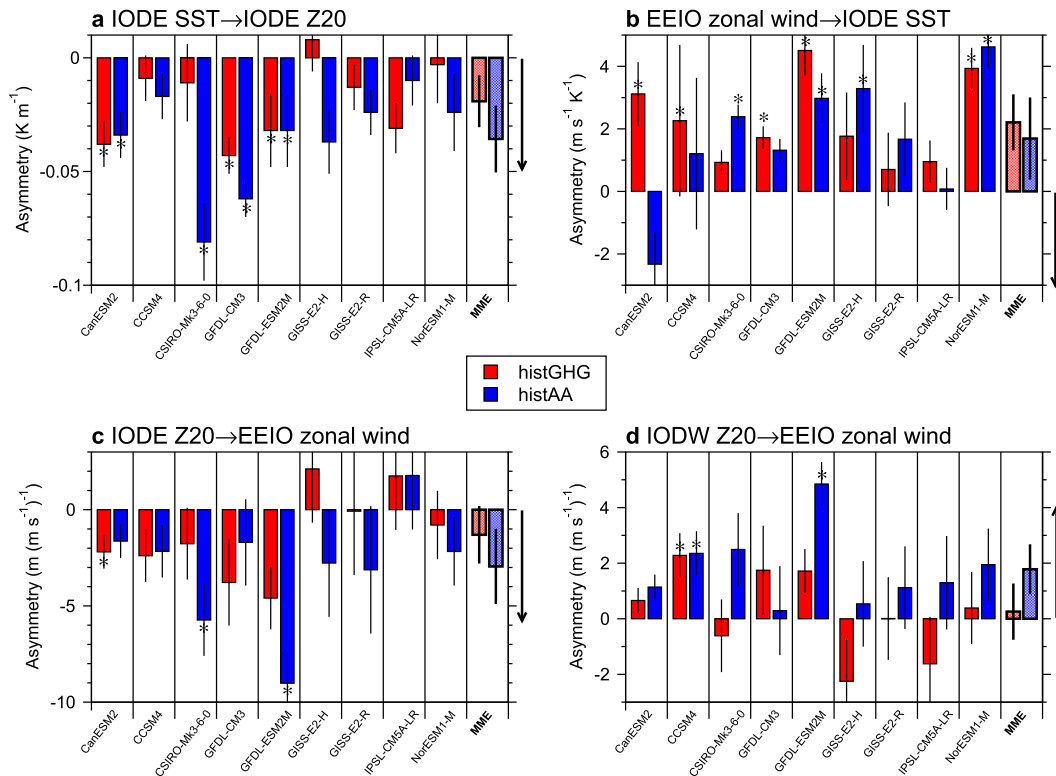 a IODE SST→IODE Z20
Asymmetry (K m⁻¹)
0
-0.05
-0.1
* * * * * * *
CanESM2
CCSM4
CSIRO-Mk3-6-0
GFDL-CM3
GFDL-ESM2M
GISS-E2-H
GISS-E2-R
IPSL-CM5A-LR
NorESM1-M
MME
b EEIO zonal wind→IODE SST
Asymmetry (m s⁻¹ K⁻¹)
4
2
0
-2
* * * * * * * * *
CanESM2
CCSM4
CSIRO-Mk3-6-0
GFDL-CM3
GFDL-ESM2M
GISS-E2-H
GISS-E2-R
IPSL-CM5A-LR
NorESM1-M
MME
histGHG
histAA
c IODE Z20→EEIO zonal wind
Asymmetry (m (m s⁻¹)⁻¹)
0
-5
-10
* * *
CanESM2
CCSM4
CSIRO-Mk3-6-0
GFDL-CM3
GFDL-ESM2M
GISS-E2-H
GISS-E2-R
IPSL-CM5A-LR
NorESM1-M
MME
d IODW Z20→EEIO zonal wind
Asymmetry (m (m s⁻¹)⁻¹)
6
4
2
0
-2
* * *
CanESM2
CCSM4
CSIRO-Mk3-6-0
GFDL-CM3
GFDL-ESM2M
GISS-E2-H
GISS-E2-R
IPSL-CM5A-LR
NorESM1-M
MME